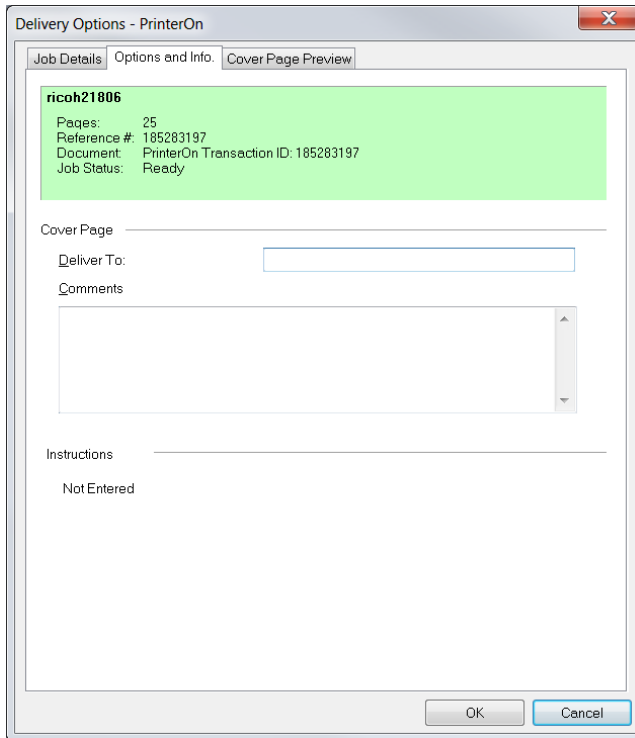 Delivery Options - PrinterOn
Job Details Options and Info. Cover Page Preview
ricoh21806
Pages: 25
Reference #: 185283197
Document: PrinterOn Transaction ID: 185283197
Job Status: Ready
Cover Page
Deliver To:
Comments
Instructions
Not Entered
OK Cancel